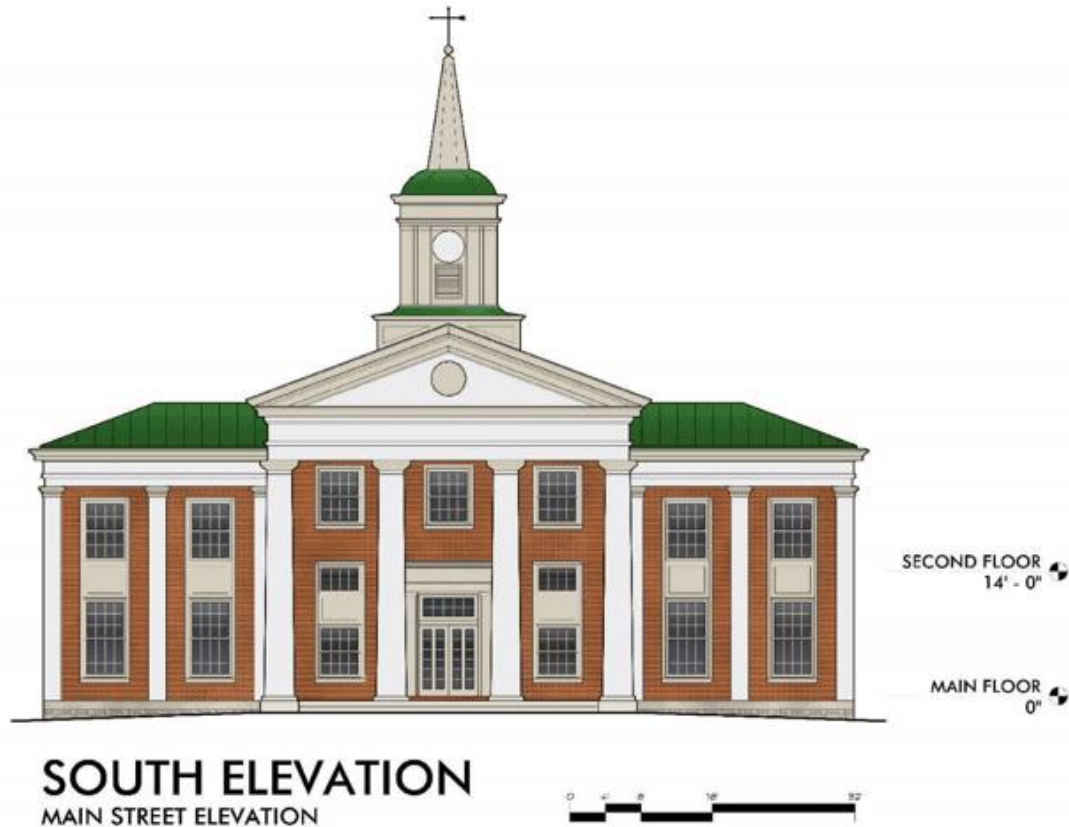 SECOND FLOOR
14' - 0"
MAIN FLOOR
0"
SOUTH ELEVATION
MAIN STREET ELEVATION
0 4' 8' 16' 32'